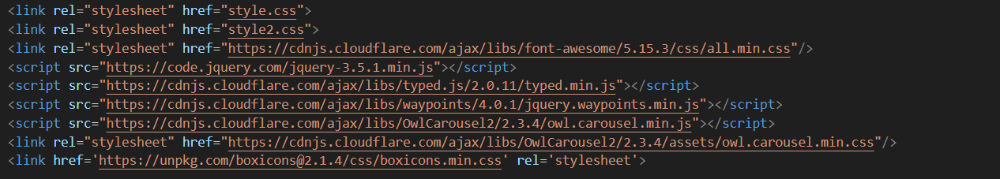 <link rel="stylesheet" href="style.css">
<link rel="stylesheet" href="style2.css">
<link rel="stylesheet" href="https://cdnjs.cloudflare.com/ajax/libs/font-awesome/5.15.3/css/all.min.css"/>
<script src="https://code.jquery.com/jquery-3.5.1.min.js"></script>
<script src="https://cdnjs.cloudflare.com/ajax/libs/typed.js/2.0.11/typed.min.js"></script>
<script src="https://cdnjs.cloudflare.com/ajax/libs/waypoints/4.0.1/jquery.waypoints.min.js"></script>
<script src="https://cdnjs.cloudflare.com/ajax/libs/OwlCarousel2/2.3.4/owl.carousel.min.js"></script>
<link rel="stylesheet" href="https://cdnjs.cloudflare.com/ajax/libs/OwlCarousel2/2.3.4/assets/owl.carousel.min.css"/>
<link href='https://unpkg.com/boxicons@2.1.4/css/boxicons.min.css' rel='stylesheet'>